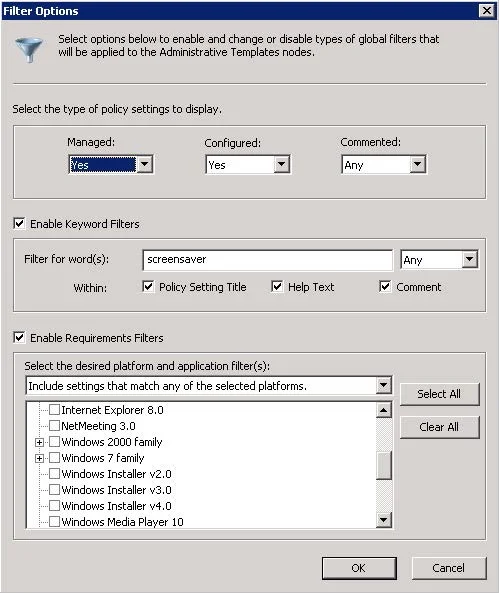 Filter Options
Select options below to enable and change or disable types of global filters that
will be applied to the Administrative Templates nodes.
Select the type of policy settings to display.
Managed: Configured: Commented:
Yes Yes Any
Enable Keyword Filters
Filter for word(s): screensaver Any
Within: Policy Setting Title Help Text Comment
Enable Requirements Filters
Select the desired platform and application filter(s):
Include settings that match any of the selected platforms. Select All
Internet Explorer 8.0
NetMeeting 3.0 Clear All
Windows 2000 family
Windows 7 family
Windows Installer v2.0
Windows Installer v3.0
Windows Installer v4.0
Windows Media Player 10
OK Cancel